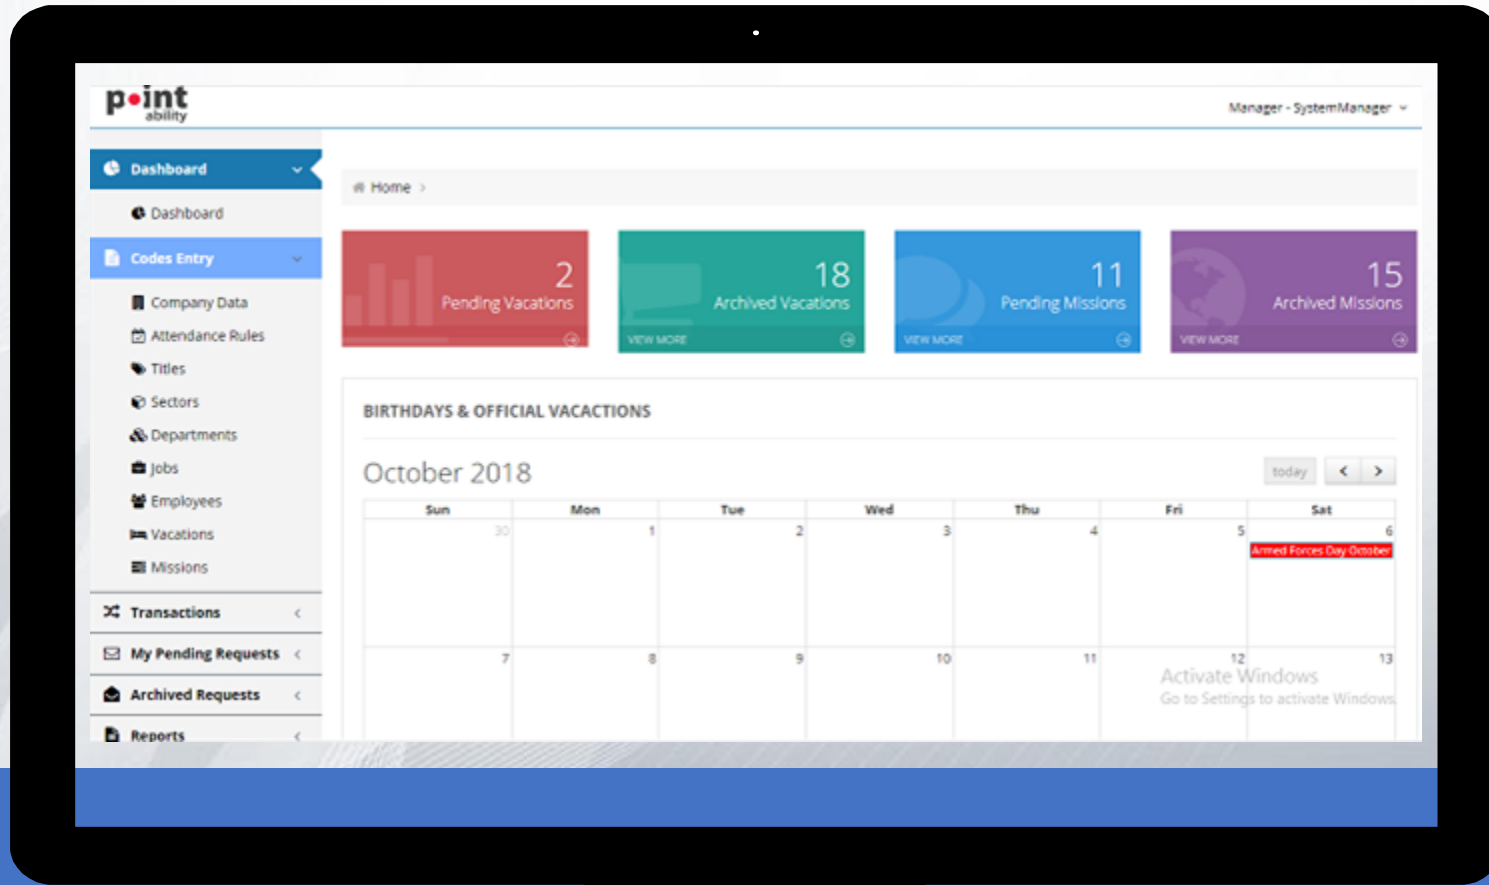 point
ability
Manager - SystemManager
Dashboard
Dashboard
Codes Entry
Company Data
Attendance Rules
Titles
Sectors
Departments
Jobs
Employees
Vacations
Missions
Transactions
My Pending Requests
Archived Requests
Reports
Home >
2
Pending Vacations
18
Archived Vacations
VIEW MORE
11
Pending Missions
VIEW MORE
15
Archived Missions
VIEW MORE
BIRTHDAYS & OFFICIAL VACACTIONS
October 2018
today < >
Sun Mon Tue Wed Thu Fri Sat
30 1 2 3 4 5 6
Armed Forces Day October
7 8 9 10 11 12 13
Activate Windows
Go to Settings to activate Windows.